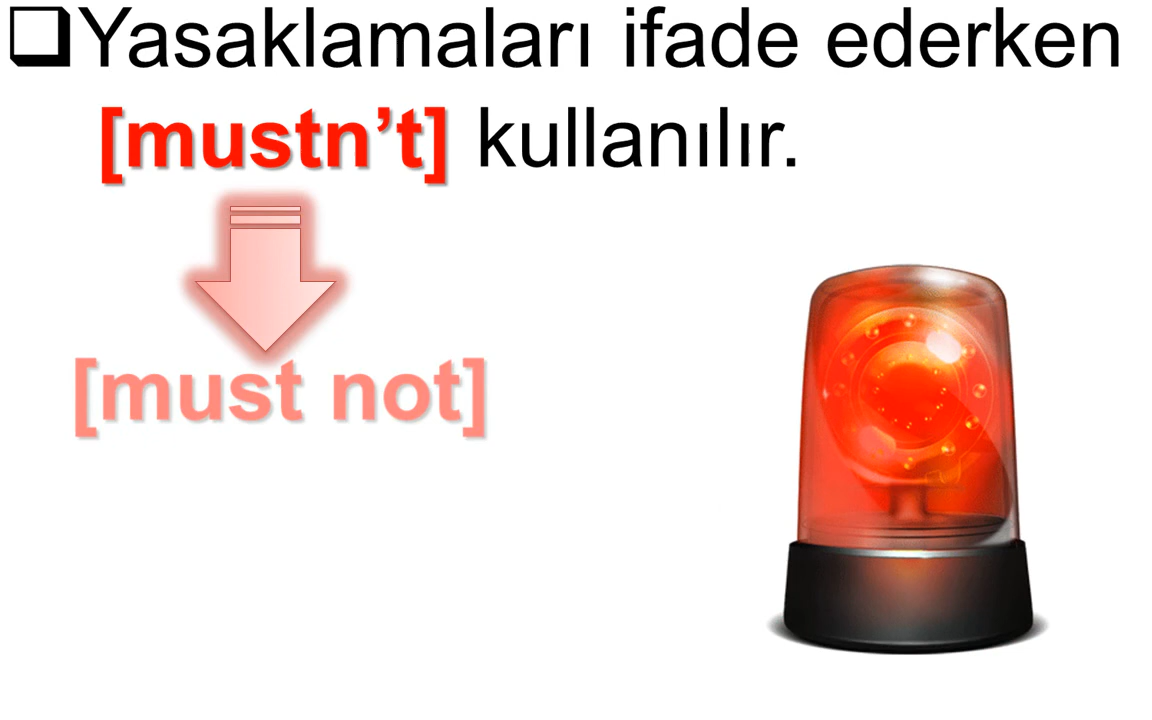 ❑Yasaklamaları ifade ederken
[mustn’t] kullanılır.
[must not]